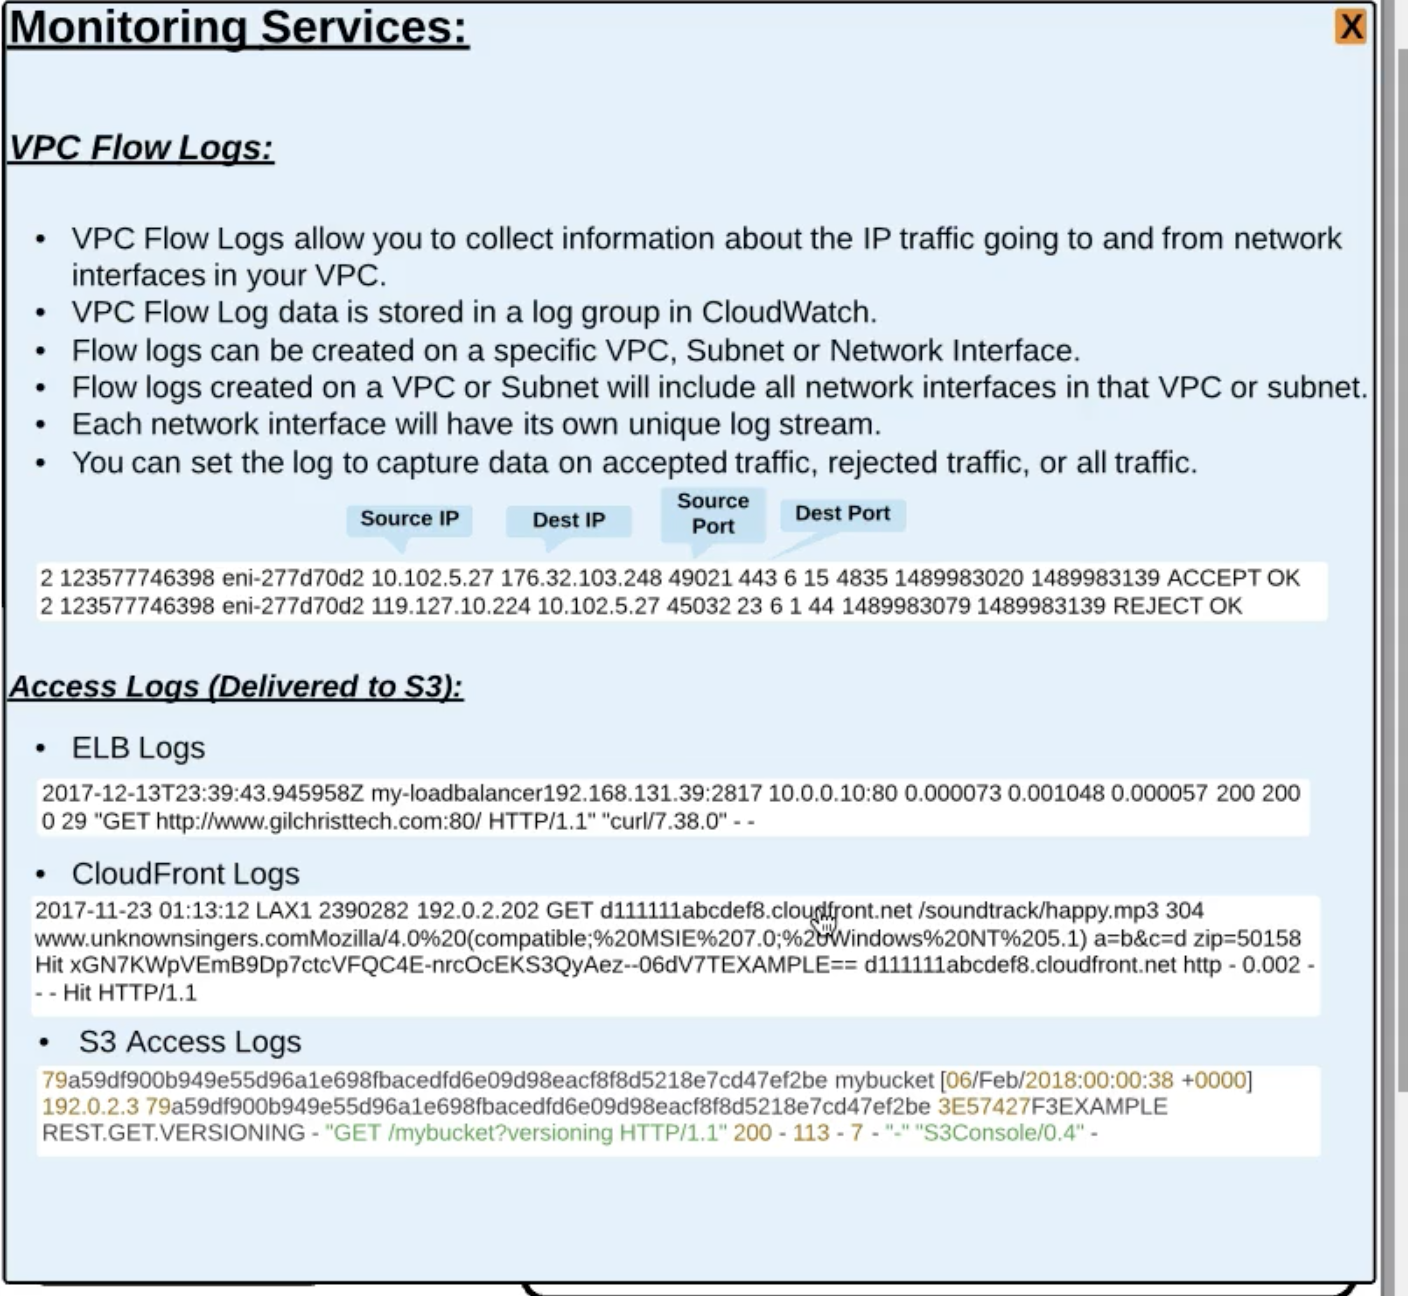 Monitoring Services:
X
VPC Flow Logs:
• VPC Flow Logs allow you to collect information about the IP traffic going to and from network
interfaces in your VPC.
• VPC Flow Log data is stored in a log group in CloudWatch.
• Flow logs can be created on a specific VPC, Subnet or Network Interface.
• Flow logs created on a VPC or Subnet will include all network interfaces in that VPC or subnet.
• Each network interface will have its own unique log stream.
• You can set the log to capture data on accepted traffic, rejected traffic, or all traffic.
Source IP
Dest IP
Source
Port
Dest Port
2 123577746398 eni-277d70d2 10.102.5.27 176.32.103.248 49021 443 6 15 4835 1489983020 1489983139 ACCEPT OK
2 123577746398 eni-277d70d2 119.127.10.224 10.102.5.27 45032 23 6 1 44 1489983079 1489983139 REJECT OK
Access Logs (Delivered to S3):
• ELB Logs
2017-12-13T23:39:43.945958Z my-loadbalancer192.168.131.39:2817 10.0.0.10:80 0.000073 0.001048 0.000057 200 200
0 29 "GET http://www.gilchristtech.com:80/ HTTP/1.1" "curl/7.38.0" - -
• CloudFront Logs
2017-11-23 01:13:12 LAX1 2390282 192.0.2.202 GET d111111abcdef8.cloudfront.net /soundtrack/happy.mp3 304
www.unknownsingers.comMozilla/4.0%20(compatible;%20MSIE%207.0;%20Windows%20NT%205.1) a=b&c=d zip=50158
Hit xGN7KWpVEmB9Dp7ctcVFQC4E-nrcOcEKS3QyAez--06dV7TEXAMPLE== d111111abcdef8.cloudfront.net http - 0.002 -
- - Hit HTTP/1.1
• S3 Access Logs
79a59df900b949e55d96a1e698fbacedfd6e09d98eacf8f8d5218e7cd47ef2be mybucket [06/Feb/2018:00:00:38 +0000]
192.0.2.3 79a59df900b949e55d96a1e698fbacedfd6e09d98eacf8f8d5218e7cd47ef2be 3E57427F3EXAMPLE
REST.GET.VERSIONING - "GET /mybucket?versioning HTTP/1.1" 200 - 113 - 7 - "-" "S3Console/0.4" -